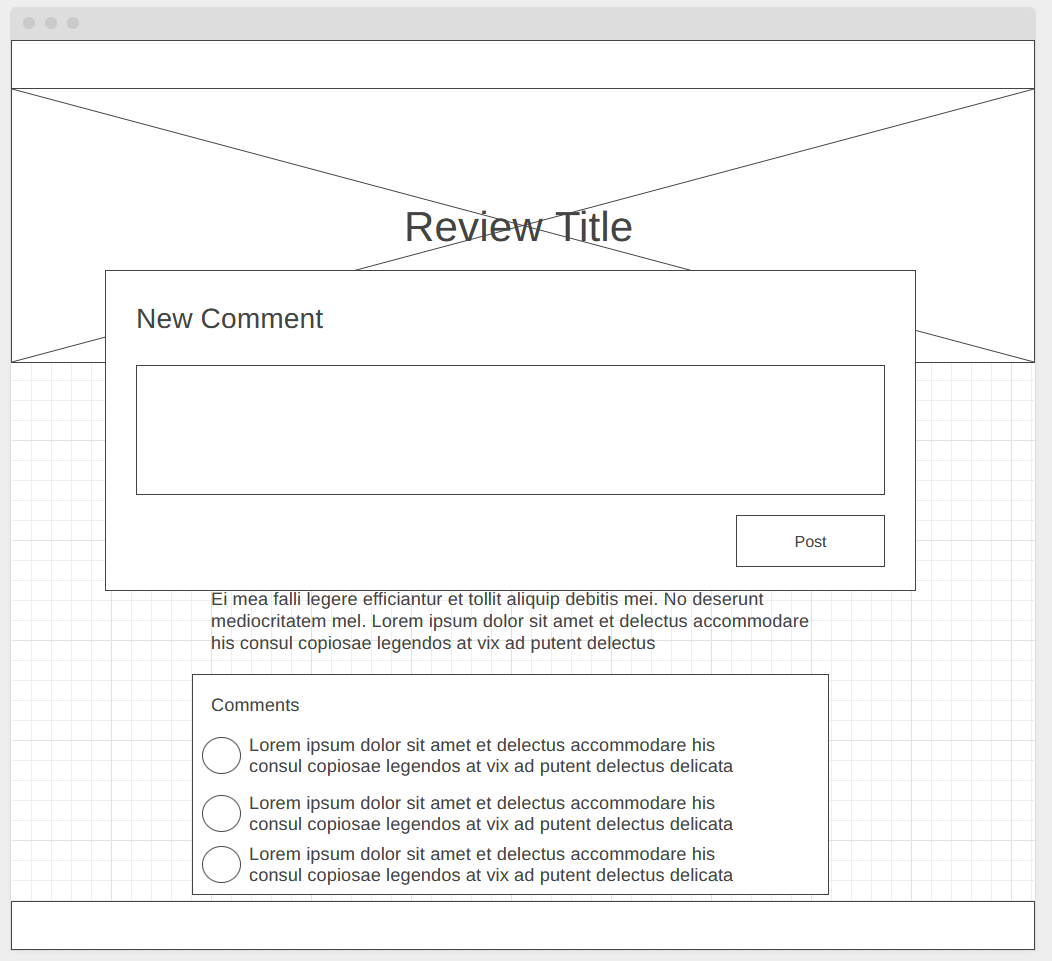 Review Title
New Comment
Post
Ei mea falli legere efficiantur et tollit aliquip debitis mei. No deserunt
mediocritatem mel. Lorem ipsum dolor sit amet et delectus accommodare
his consul copiosae legendos at vix ad putent delectus
Comments
Lorem ipsum dolor sit amet et delectus accommodare his
consul copiosae legendos at vix ad putent delectus delicata
Lorem ipsum dolor sit amet et delectus accommodare his
consul copiosae legendos at vix ad putent delectus delicata
Lorem ipsum dolor sit amet et delectus accommodare his
consul copiosae legendos at vix ad putent delectus delicata